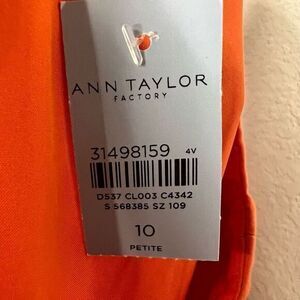 ANN TAYLOR
FACTORY
31498159 4V
D537 CL003 C4342
S 568385 SZ 109
10
PETITE